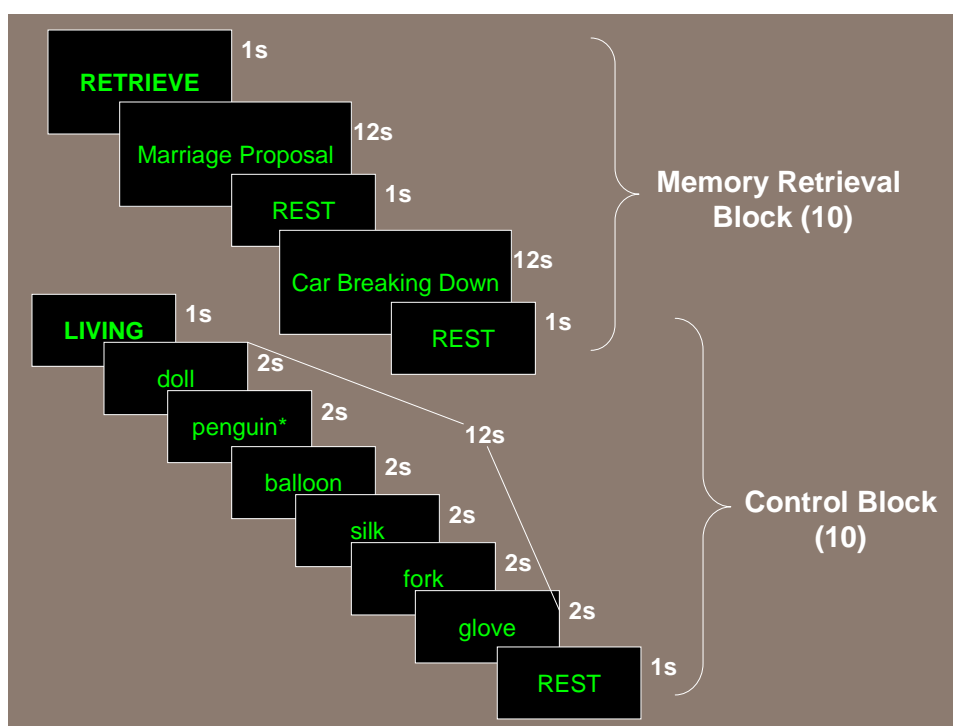 1s
RETRIEVE
12s
Marriage Proposal
1s
REST
12s
Car Breaking Down
1s
REST
Memory Retrieval
Block (10)
1s
LIVING
2s
doll
2s
penguin*
12s
2s
balloon
2s
silk
2s
fork
2s
glove
1s
REST
Control Block
(10)